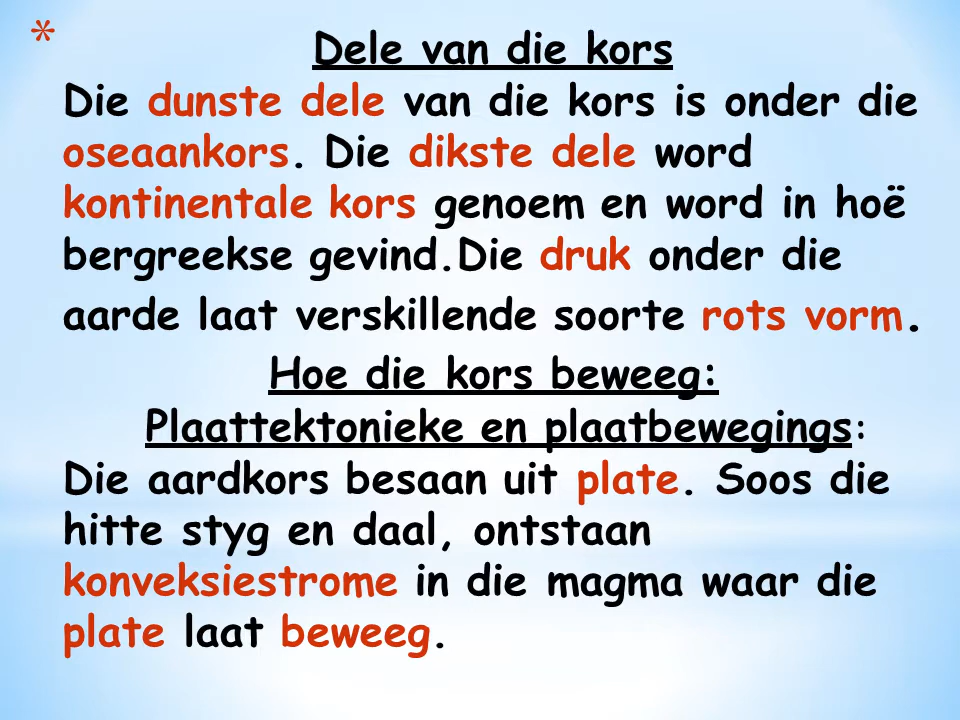 * Dele van die kors
Die dunste dele van die kors is onder die
oseaankors. Die dikste dele word
kontinentale kors genoem en word in hoë
bergreekse gevind.Die druk onder die
aarde laat verskillende soorte rots vorm.
Hoe die kors beweeg:
Plaattektonieke en plaatbewegings:
Die aardkors besaan uit plate. Soos die
hitte styg en daal, ontstaan
konveksiestrome in die magma waar die
plate laat beweeg.